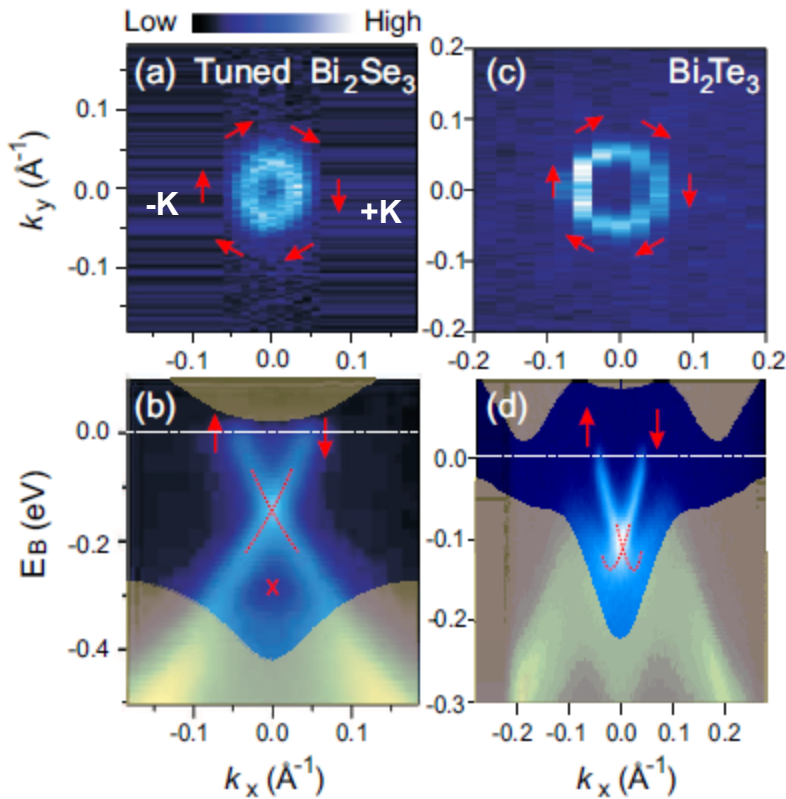 Low High
(a) Tuned Bi2Se3
0.1
0.0
-0.1
ky (Å-1)
-K
+K
-0.1 0.0 0.1
(c) Bi2Te3
0.2
0.1
0.0
-0.1
-0.2
-0.2 -0.1 0.0 0.1 0.2
(b)
0.0
-0.2
-0.4
EB (eV)
x
-0.1 0.0 0.1
kx (Å-1)
(d)
0.0
-0.1
-0.2
-0.3
-0.2 -0.1 0.0 0.1 0.2
kx (Å-1)